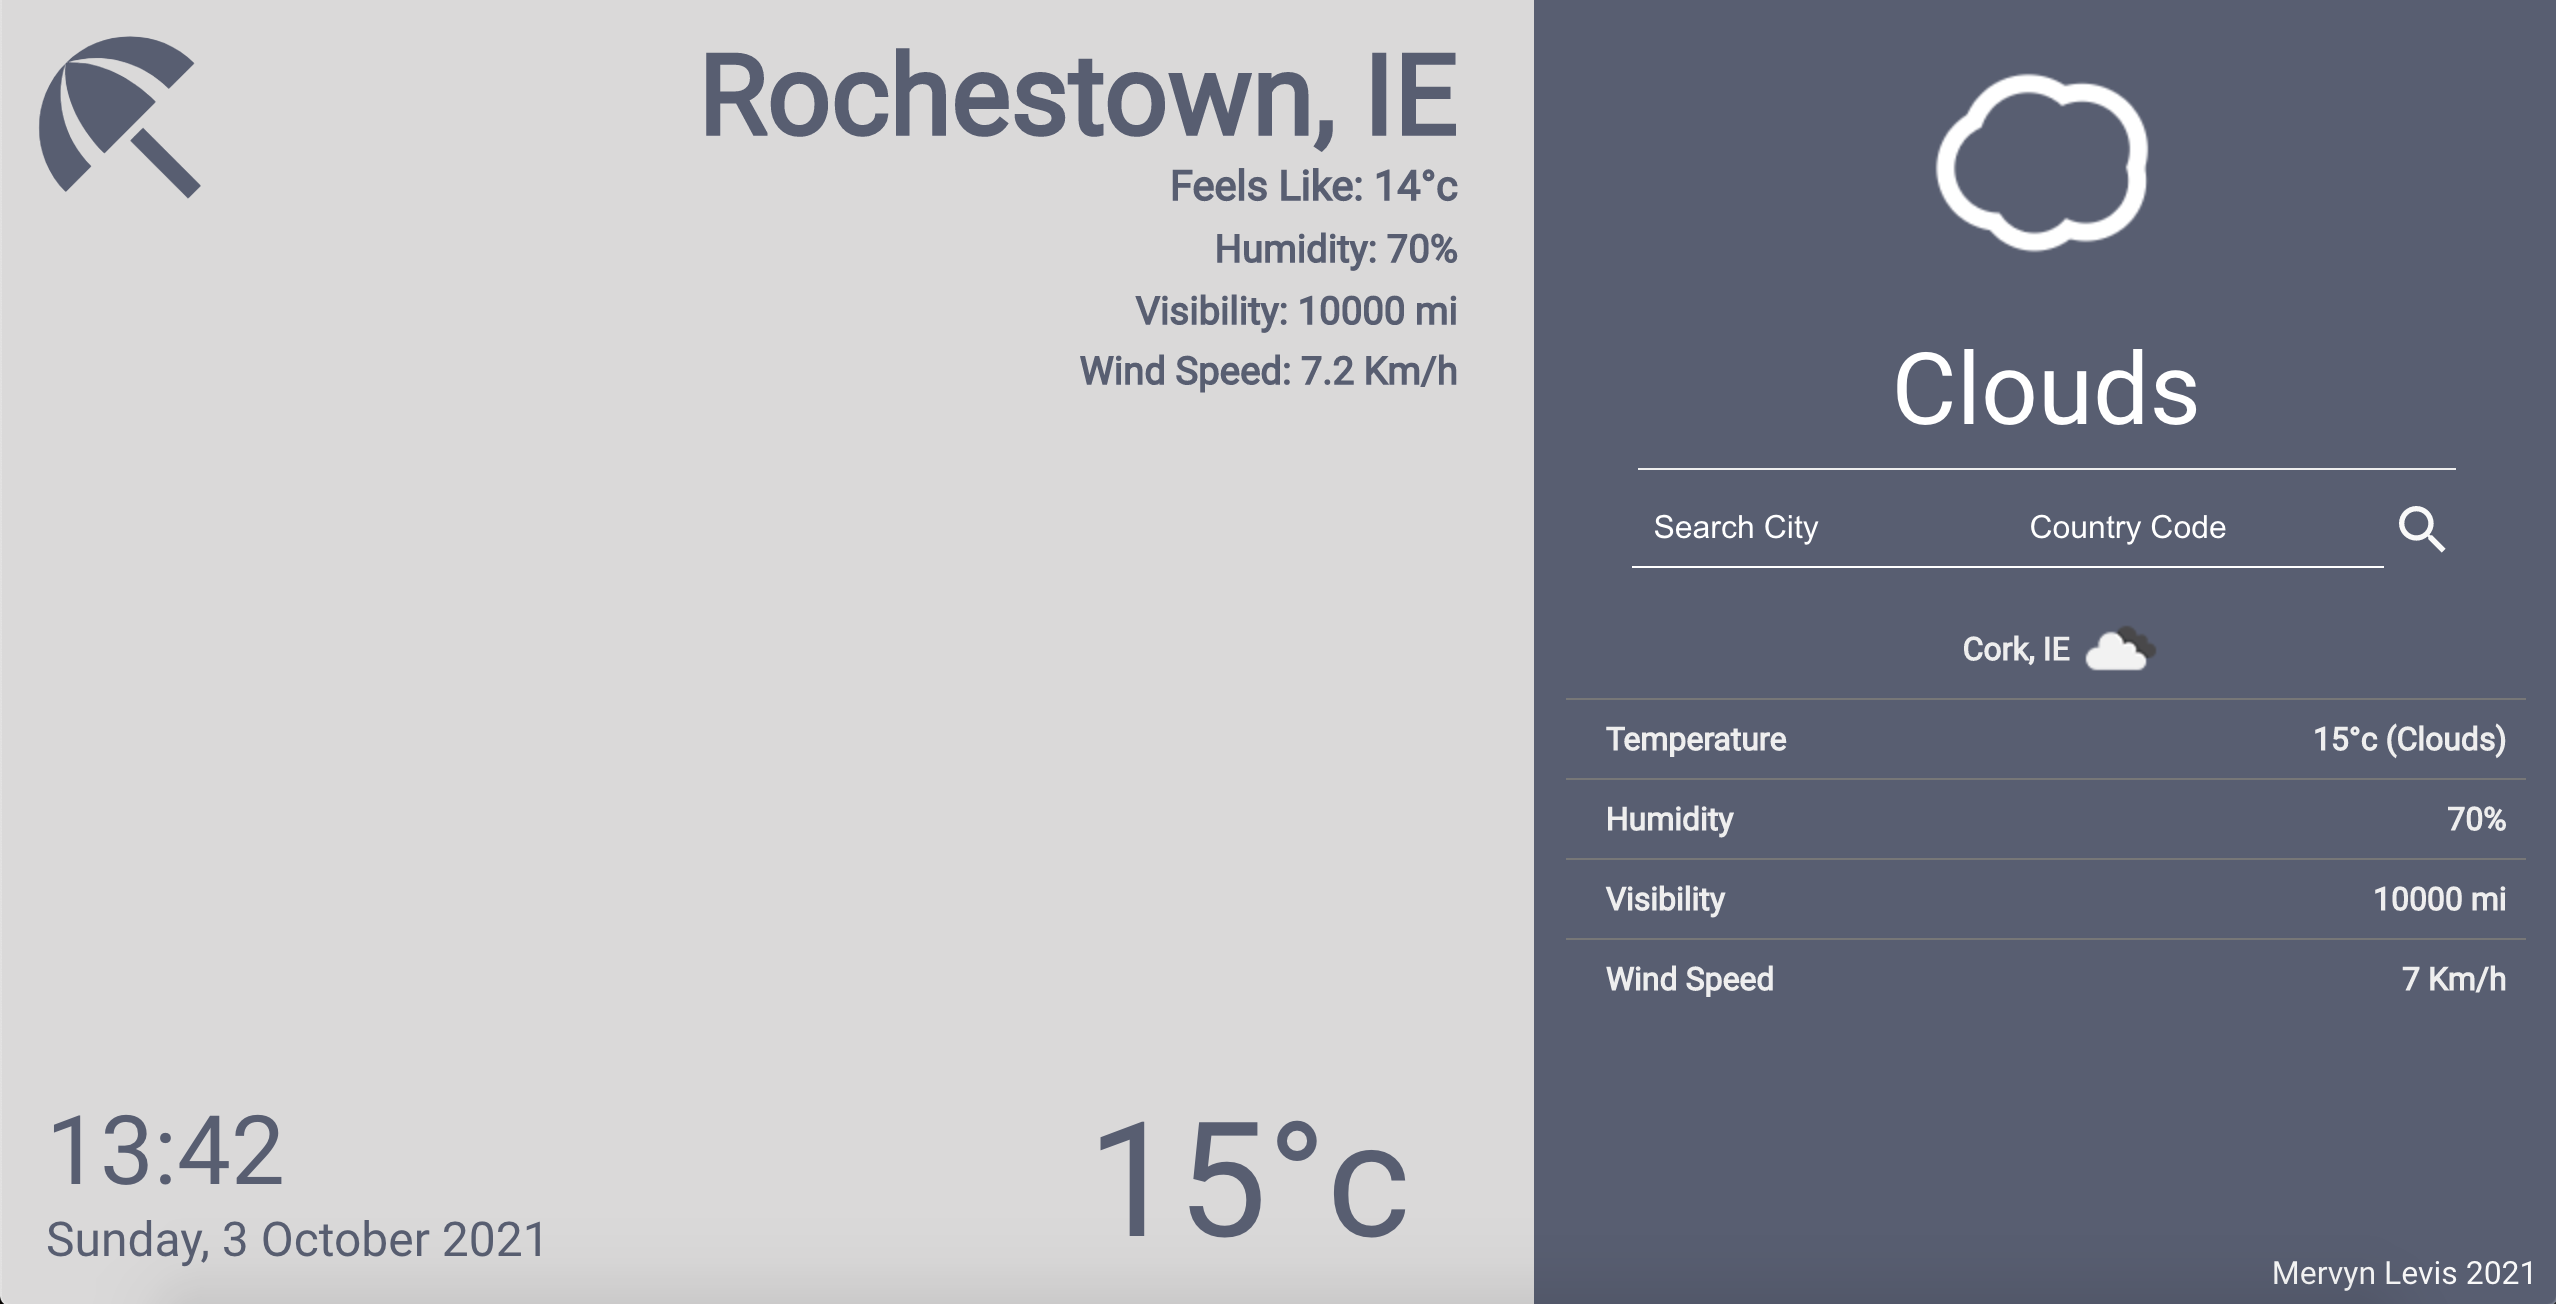 Rochestown, IE
Feels Like: 14°c
Humidity: 70%
Visibility: 10000 mi
Wind Speed: 7.2 Km/h
13:42
Sunday, 3 October 2021
15°c
Clouds
Search City Country Code
Cork, IE
Temperature 15°c (Clouds)
Humidity 70%
Visibility 10000 mi
Wind Speed 7 Km/h
Mervyn Levis 2021